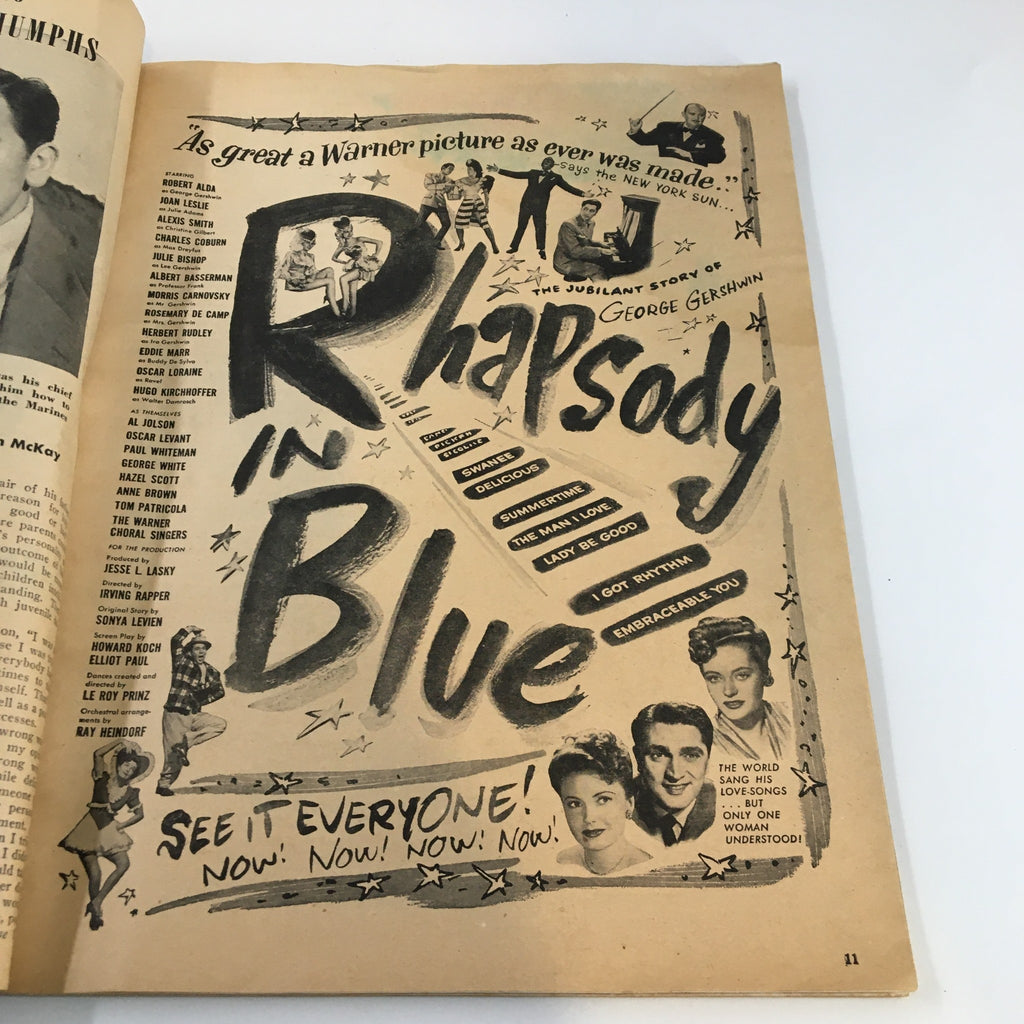 UMPHS
as his chief
him how to
the Marines
McKay
"As great a Warner picture as ever was made.."
says the NEW YORK SUN...
STARRING
ROBERT ALDA
as George Gershwin
JOAN LESLIE
as Julie Adams
ALEXIS SMITH
as Christine Gilbert
CHARLES COBURN
as Max Dreyfus
JULIE BISHOP
as Lee Gershwin
ALBERT BASSERMAN
as Professor Frank
MORRIS CARNOVSKY
as Mr. Gershwin
ROSEMARY DE CAMP
as Mrs. Gershwin
HERBERT RUDLEY
as Ira Gershwin
EDDIE MARR
as Buddy De Sylva
OSCAR LORAINE
as Ravel
HUGO KIRCHHOFFER
as Walter Damrosch
AS THEMSELVES
AL JOLSON
OSCAR LEVANT
PAUL WHITEMAN
GEORGE WHITE
HAZEL SCOTT
ANNE BROWN
TOM PATRICOLA
THE WARNER
CHORAL SINGERS
FOR THE PRODUCTION
Produced by
JESSE L. LASKY
Directed by
IRVING RAPPER
Original Story by
SONYA LEVIEN
Screen Play by
HOWARD KOCH
ELLIOT PAUL
Dances created and
directed by
LE ROY PRINZ
Orchestral arrange-
ments by
RAY HEINDORF
THE JUBILANT STORY OF
GEORGE GERSHWIN
Rhapsody
IN
Blue
SWANEE
DELICIOUS
SUMMERTIME
THE MAN I LOVE
LADY BE GOOD
I GOT RHYTHM
EMBRACEABLE YOU
SEE IT EVERYONE!
NOW! NOW! NOW! NOW!
THE WORLD
SANG HIS
LOVE-SONGS
...BUT
ONLY ONE
WOMAN
UNDERSTOOD!
11